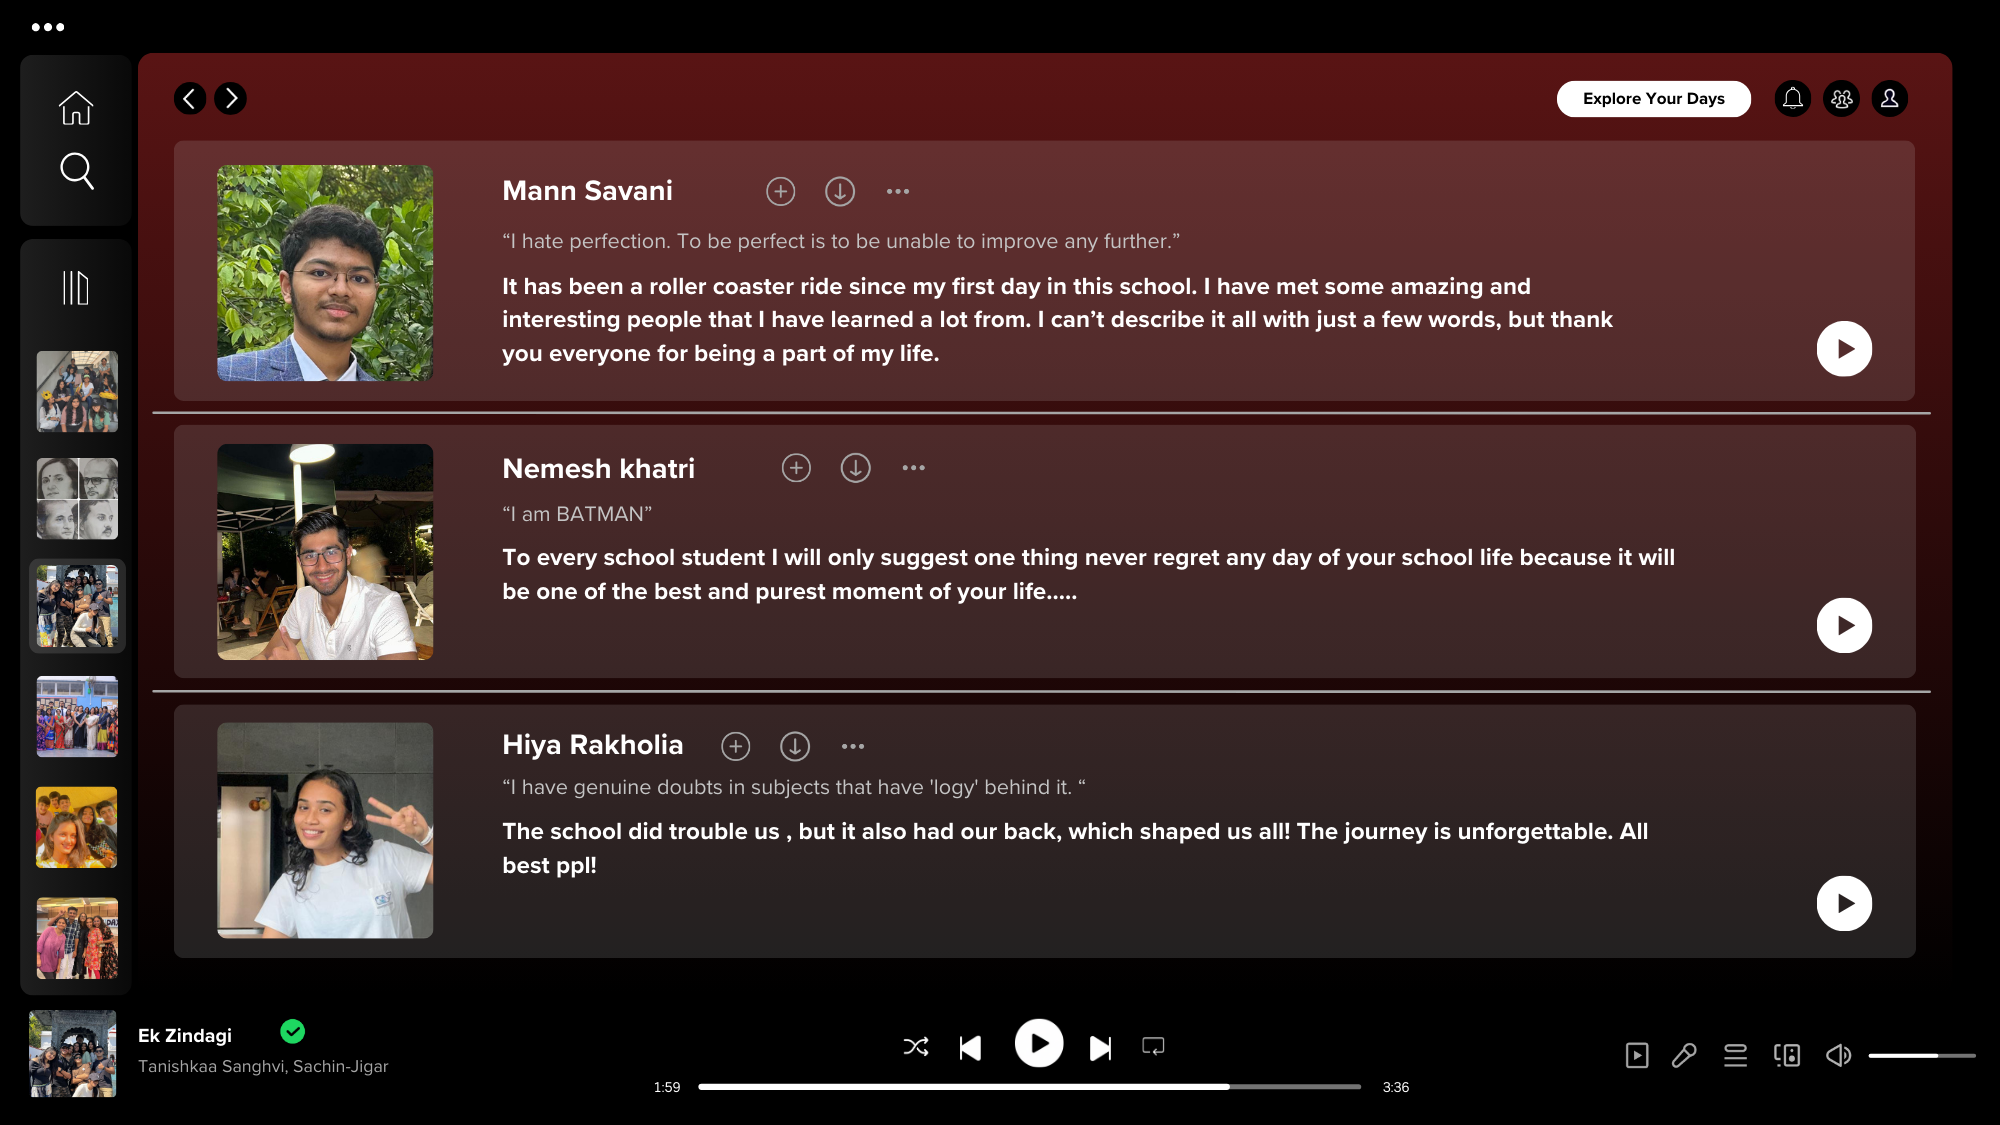 Explore Your Days
Mann Savani
“I hate perfection. To be perfect is to be unable to improve any further.”
It has been a roller coaster ride since my first day in this school. I have met some amazing and
interesting people that I have learned a lot from. I can’t describe it all with just a few words, but thank
you everyone for being a part of my life.
Nemesh khatri
“I am BATMAN”
To every school student I will only suggest one thing never regret any day of your school life because it will
be one of the best and purest moment of your life.....
Hiya Rakholia
“I have genuine doubts in subjects that have 'logy' behind it. “
The school did trouble us , but it also had our back, which shaped us all! The journey is unforgettable. All
best ppl!
Ek Zindagi
Tanishkaa Sanghvi, Sachin-Jigar
1:59
3:36